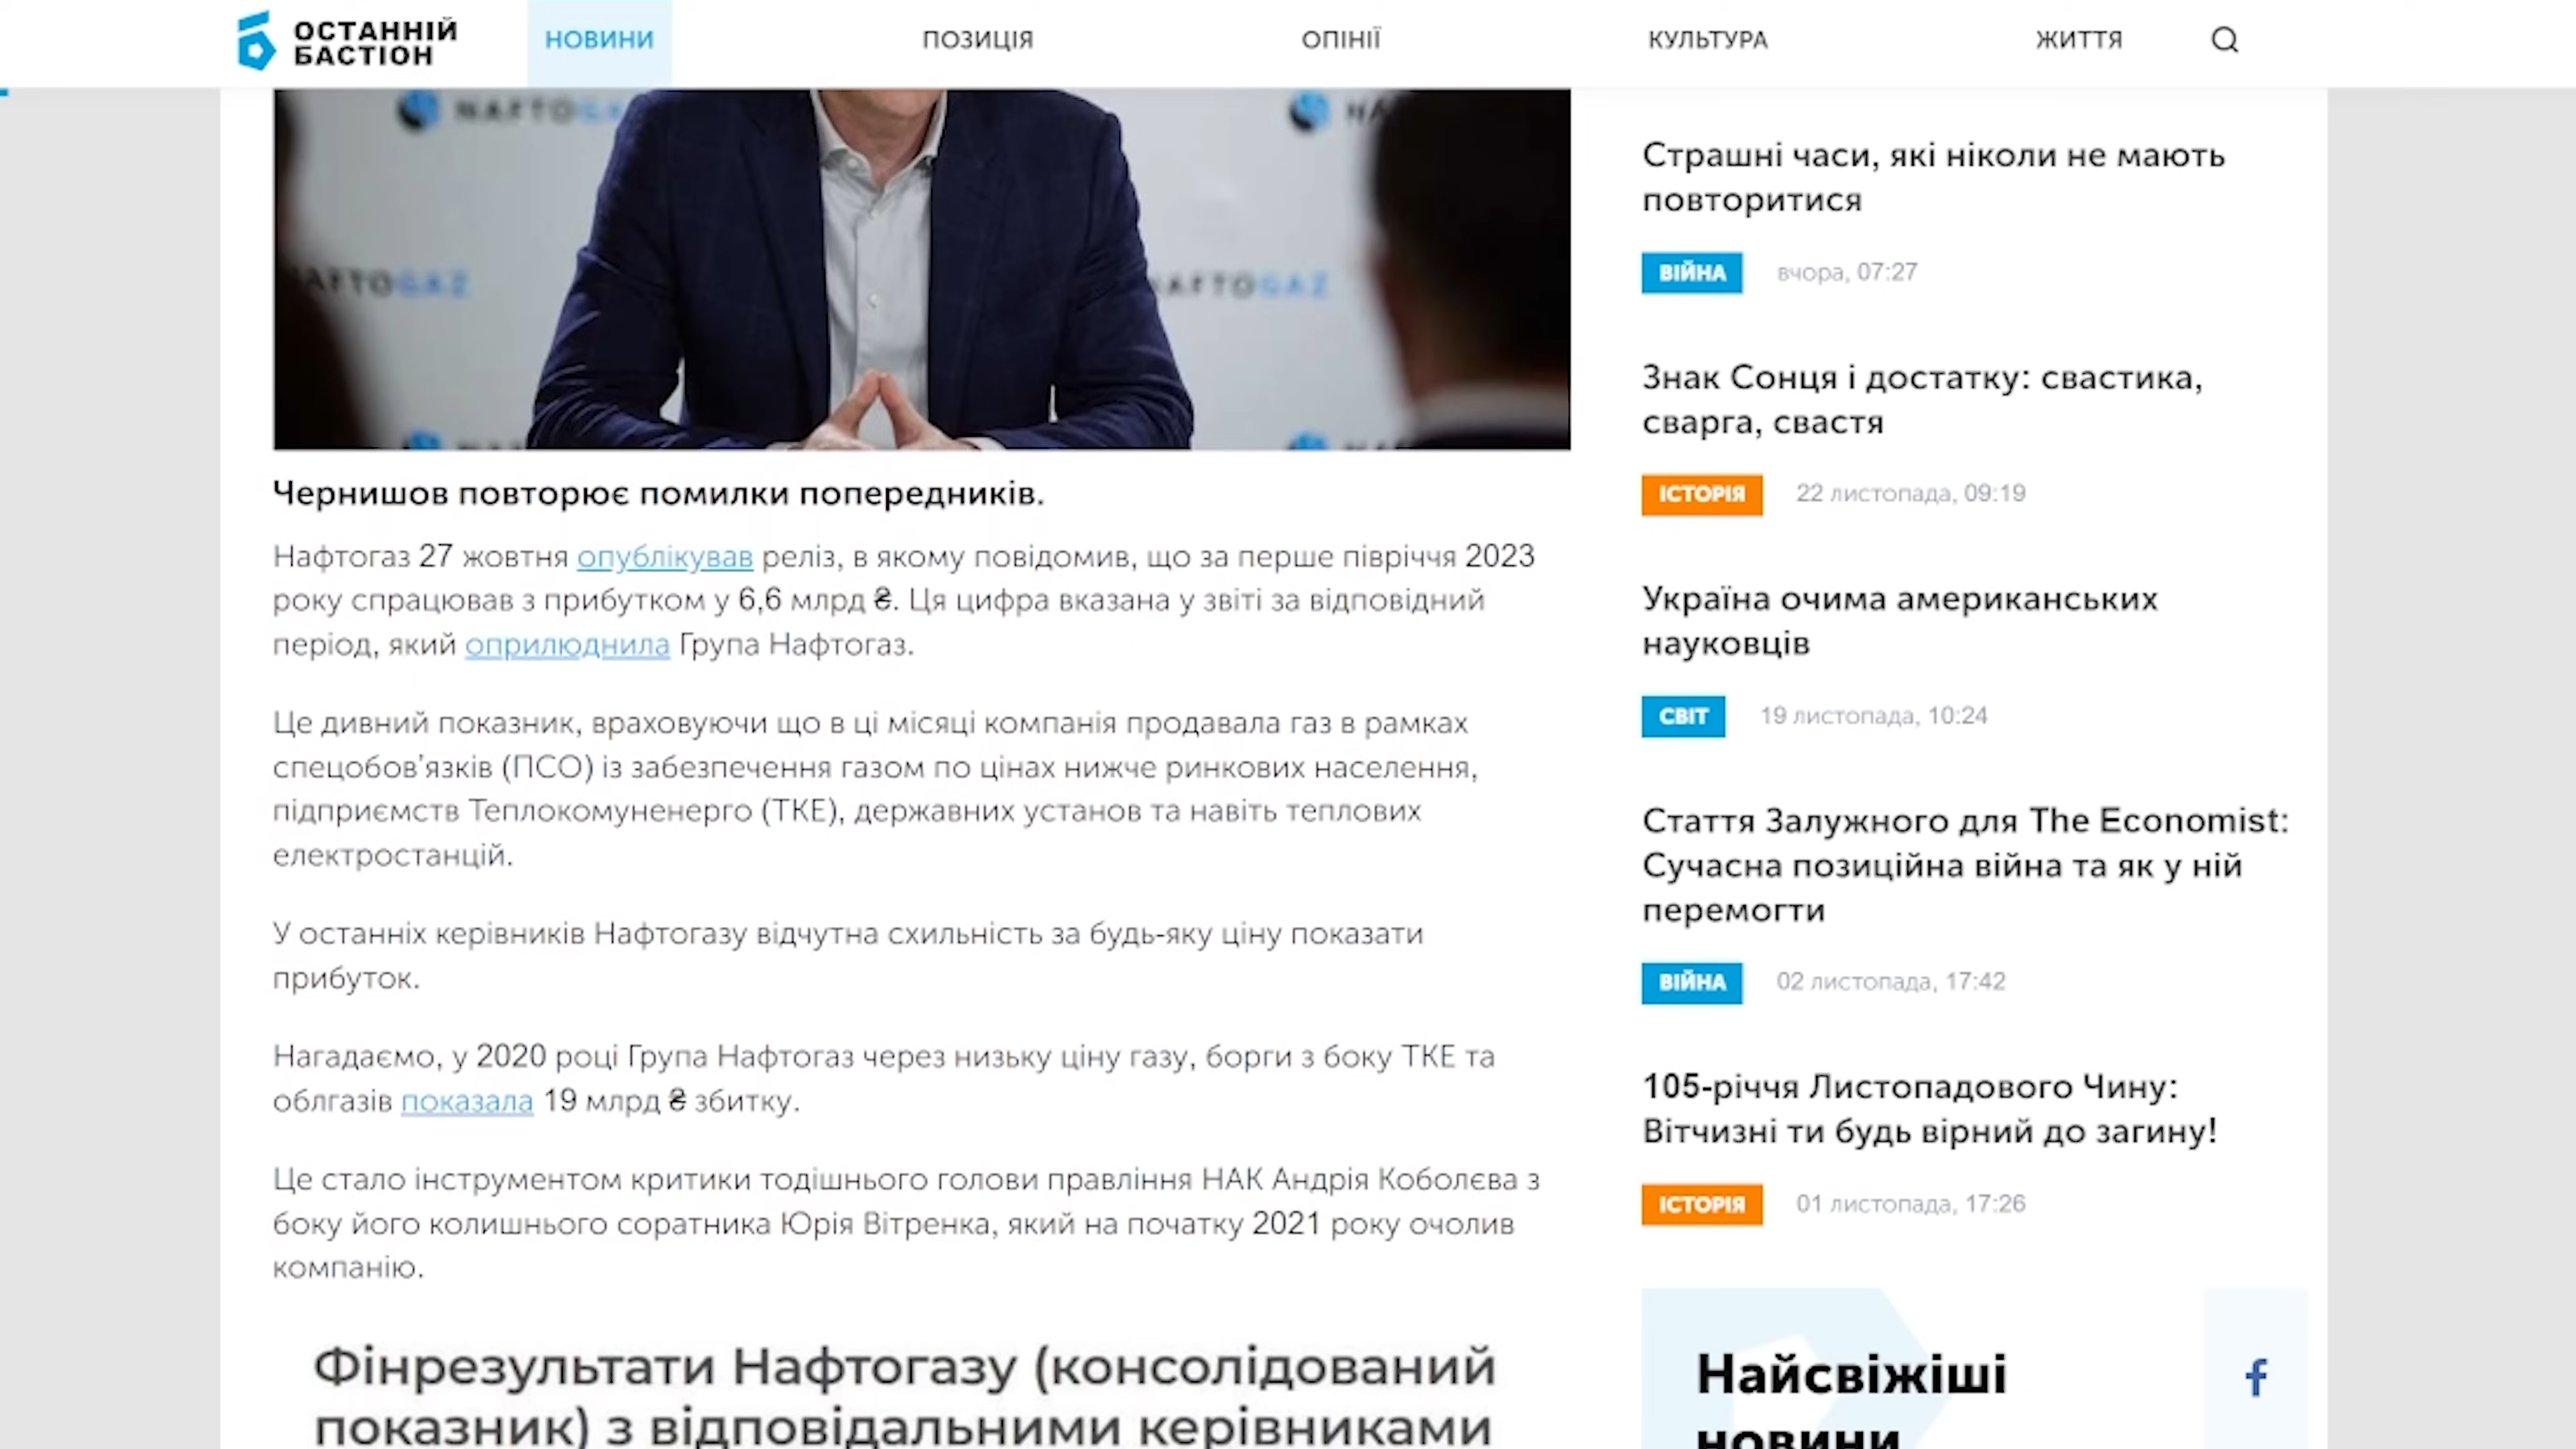 ОСТАННІЙ
БАСТІОН
НОВИНИ
ПОЗИЦІЯ
ОПІНІЇ
КУЛЬТУРА
ЖИТТЯ
NAFTOGAZ
AFTOGAZ
AFTOGAZ
Чернишов повторює помилки попередників.
Нафтогаз 27 жовтня опублікував реліз, в якому повідомив, що за перше півріччя 2023
року спрацював з прибутком у 6,6 млрд ₴. Ця цифра вказана у звіті за відповідний
період, який оприлюднила Група Нафтогаз.
Це дивний показник, враховуючи що в ці місяці компанія продавала газ в рамках
спецобов'язків (ПСО) із забезпечення газом по цінах нижче ринкових населення,
підприємств Теплокомуненерго (ТКЕ), державних установ та навіть теплових
електростанцій.
У останніх керівників Нафтогазу відчутна схильність за будь-яку ціну показати
прибуток.
Нагадаємо, у 2020 році Група Нафтогаз через низьку ціну газу, борги з боку ТКЕ та
облгазів показала 19 млрд ₴ збитку.
Це стало інструментом критики тодішнього голови правління НАК Андрія Коболєва з
боку його колишнього соратника Юрія Вітренка, який на початку 2021 року очолив
компанію.
Фінрезультати Нафтогазу (консолідований
показник) з відповідальними керівниками
Страшні часи, які ніколи не мають
повторитися
ВІЙНА вчора, 07:27
Знак Сонця і достатку: свастика,
сварга, свастя
ІСТОРІЯ 22 листопада, 09:19
Україна очима американських
науковців
СВІТ 19 листопада, 10:24
Стаття Залужного для The Economist:
Сучасна позиційна війна та як у ній
перемогти
ВІЙНА 02 листопада, 17:42
105-річчя Листопадового Чину:
Вітчизні ти будь вірний до загину!
ІСТОРІЯ 01 листопада, 17:26
Найсвіжіші
новини